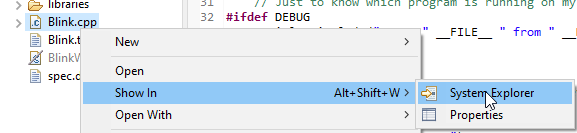 libraries
Blink.cpp
Blink.
BlinkW
spec.
31
// Just to know which program is running on my
32
#ifdef DEBUG
" __FILE__ " from " __
New
Open
Show In Alt+Shift+W
Open With
System Explorer
Properties